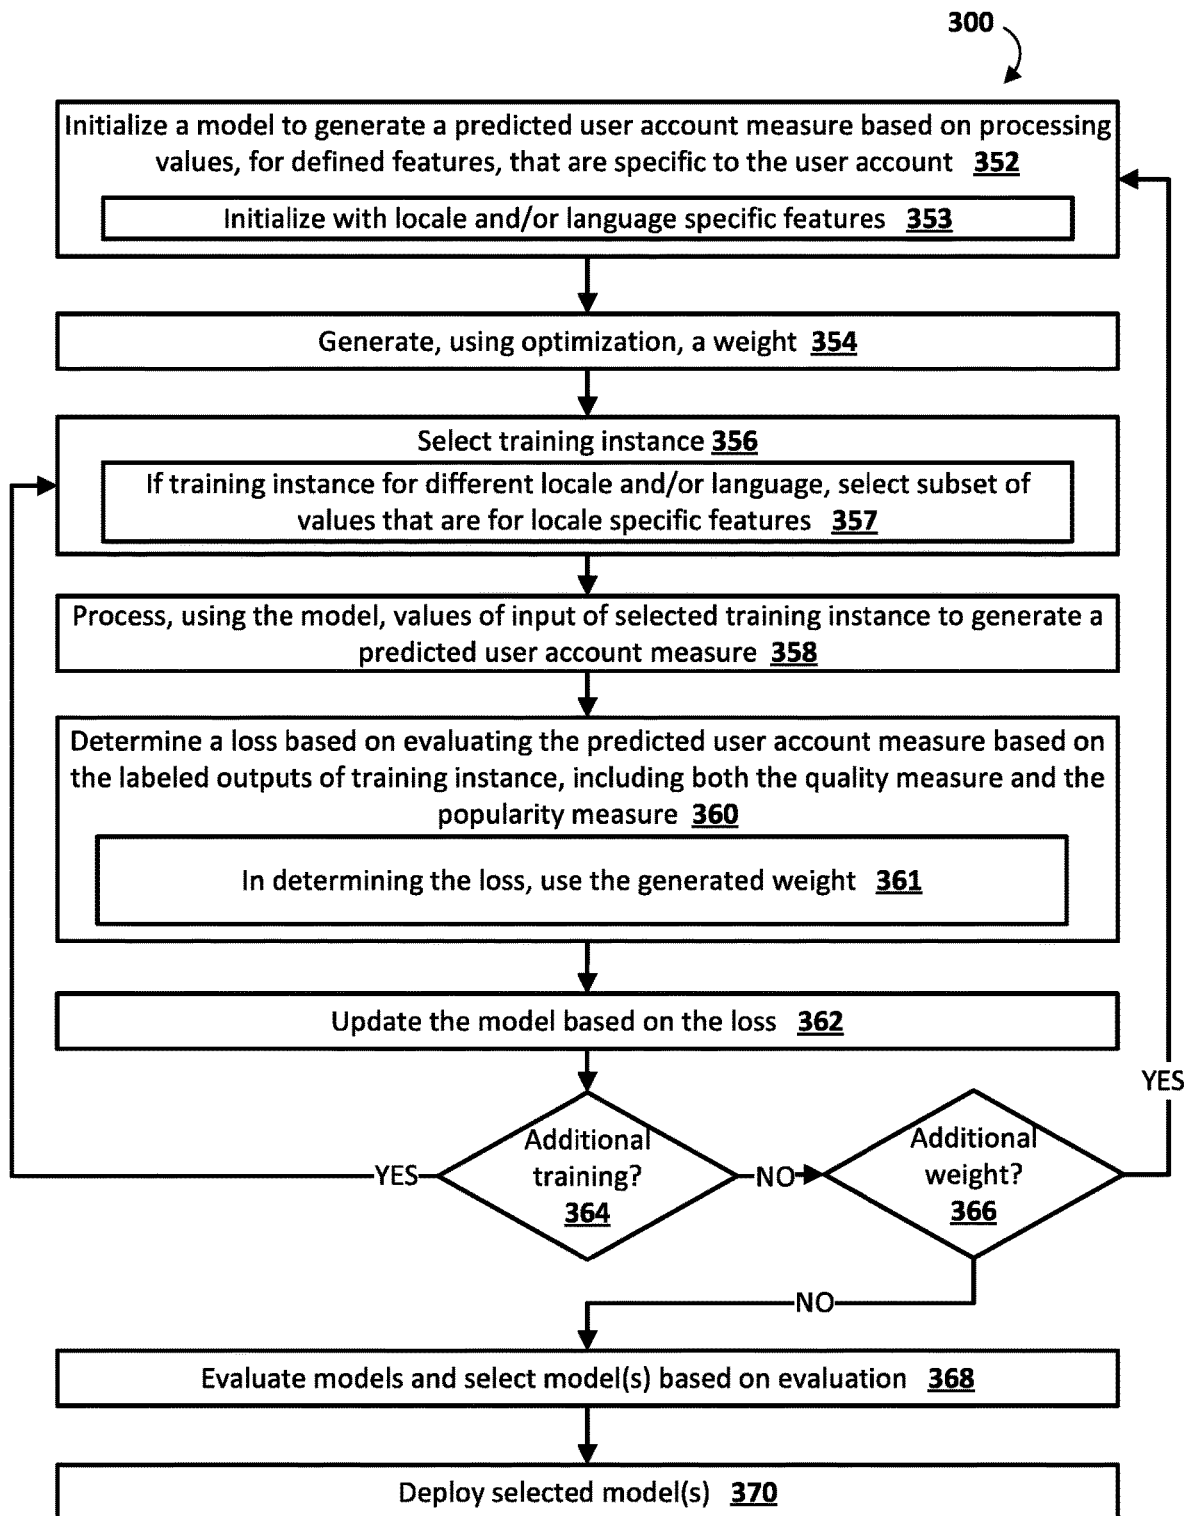 300
Initialize a model to generate a predicted user account measure based on processing
values, for defined features, that are specific to the user account 352
Initialize with locale and/or language specific features 353
Generate, using optimization, a weight 354
Select training instance 356
If training instance for different locale and/or language, select subset of
values that are for locale specific features 357
Process, using the model, values of input of selected training instance to generate a
predicted user account measure 358
Determine a loss based on evaluating the predicted user account measure based on
the labeled outputs of training instance, including both the quality measure and the
popularity measure 360
In determining the loss, use the generated weight 361
Update the model based on the loss 362
YES
Additional
training?
364
YES
NO
Additional
weight?
366
NO
Evaluate models and select model(s) based on evaluation 368
Deploy selected model(s) 370